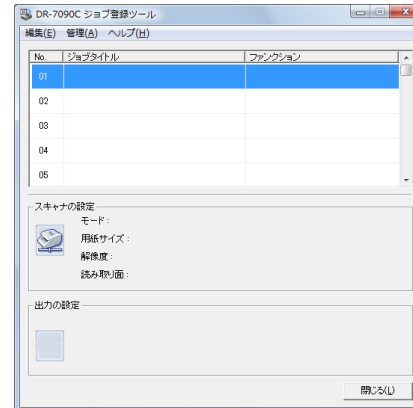 DR-7090C ジョブ登録ツール
編集(E) 管理(A) ヘルプ(H)
No. ジョブタイトル ファンクション
01
02
03
04
05
スキャナの設定
モード:
用紙サイズ:
解像度:
読み取り面:
出力の設定
閉じる(L)